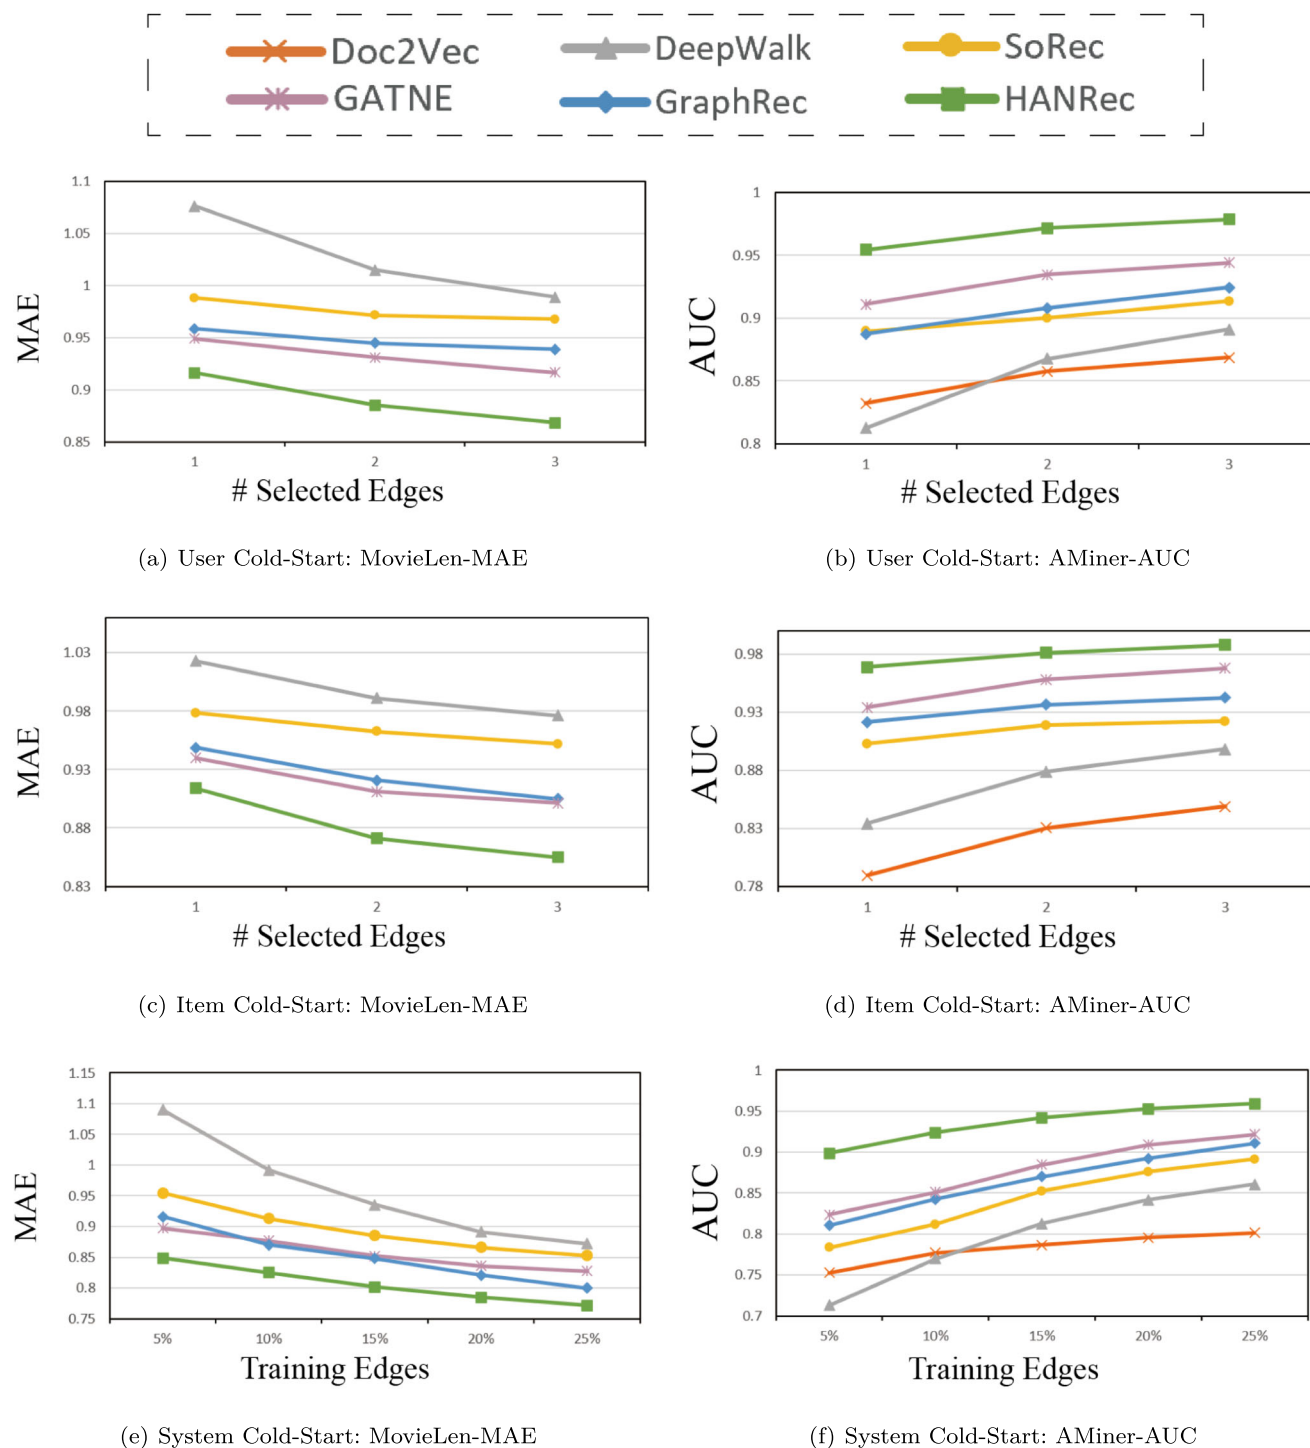 Doc2Vec DeepWalk SoRec
GATNE GraphRec HANRec
MAE
1.1
1.05
1
0.95
0.9
0.85
1 2 3
# Selected Edges
(a) User Cold-Start: MovieLen-MAE
AUC
1
0.95
0.9
0.85
0.8
1 2 3
# Selected Edges
(b) User Cold-Start: AMiner-AUC
MAE
1.03
0.98
0.93
0.88
0.83
1 2 3
# Selected Edges
(c) Item Cold-Start: MovieLen-MAE
AUC
0.98
0.93
0.88
0.83
0.78
1 2 3
# Selected Edges
(d) Item Cold-Start: AMiner-AUC
MAE
1.15
1.1
1.05
1
0.95
0.9
0.85
0.8
0.75
5% 10% 15% 20% 25%
Training Edges
(e) System Cold-Start: MovieLen-MAE
AUC
1
0.95
0.9
0.85
0.8
0.75
0.7
5% 10% 15% 20% 25%
Training Edges
(f) System Cold-Start: AMiner-AUC